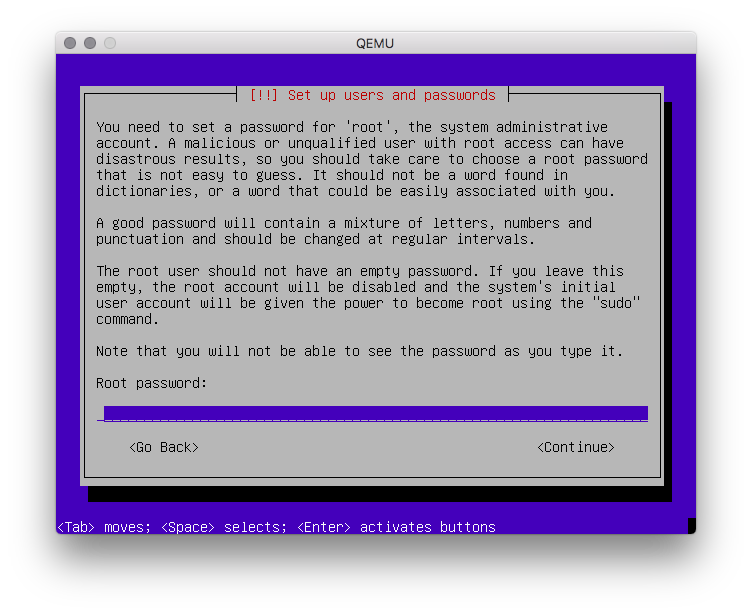 QEMU
[!!] Set up users and passwords
You need to set a password for 'root', the system administrative
account. A malicious or unqualified user with root access can have
disastrous results, so you should take care to choose a root password
that is not easy to guess. It should not be a word found in
dictionaries, or a word that could be easily associated with you.
A good password will contain a mixture of letters, numbers and
punctuation and should be changed at regular intervals.
The root user should not have an empty password. If you leave this
empty, the root account will be disabled and the system's initial
user account will be given the power to become root using the "sudo"
command.
Note that you will not be able to see the password as you type it.
Root password:
<Go Back> <Continue>
<Tab> moves; <Space> selects; <Enter> activates buttons